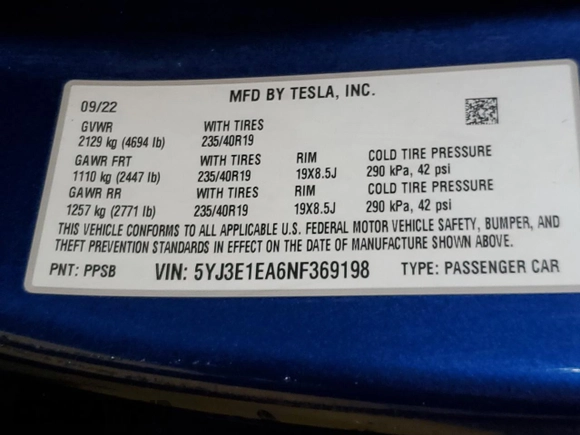 MFD BY TESLA, INC.
09/22
GVWR WITH TIRES
2129 kg (4694 lb) 235/40R19
GAWR FRT WITH TIRES RIM COLD TIRE PRESSURE
1110 kg (2447 lb) 235/40R19 19X8.5J 290 kPa, 42 psi
GAWR RR WITH TIRES RIM COLD TIRE PRESSURE
1257 kg (2771 lb) 235/40R19 19X8.5J 290 kPa, 42 psi
THIS VEHICLE CONFORMS TO ALL APPLICABLE U.S. FEDERAL MOTOR VEHICLE SAFETY, BUMPER, AND
THEFT PREVENTION STANDARDS IN EFFECT ON THE DATE OF MANUFACTURE SHOWN ABOVE.
PNT: PPSB VIN: 5YJ3E1EA6NF369198 TYPE: PASSENGER CAR